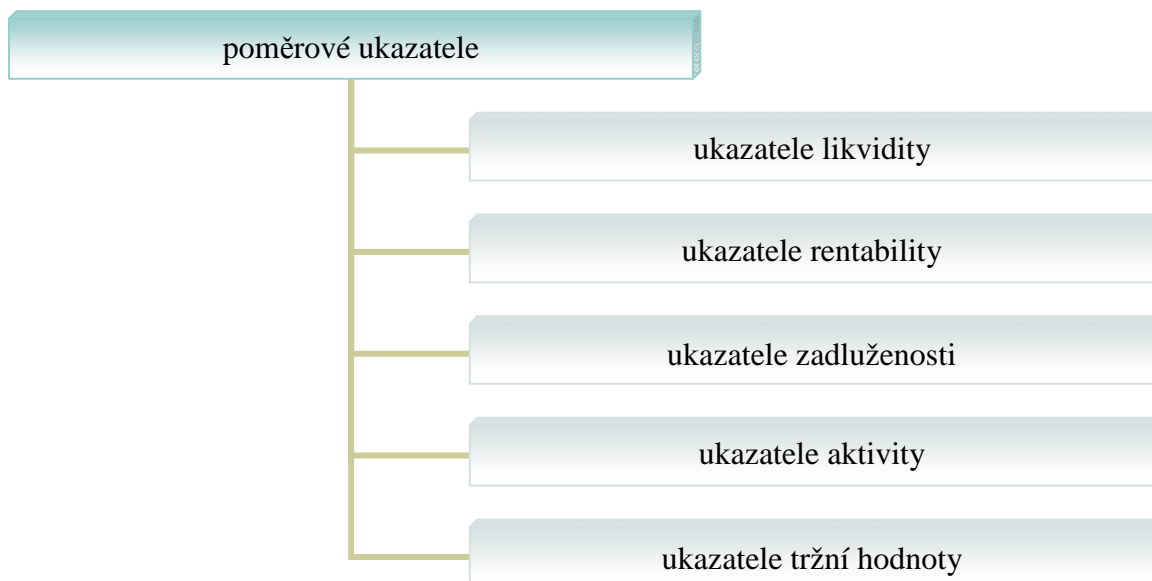 poměrové ukazatele
ukazatele likvidity
ukazatele rentability
ukazatele zadluženosti
ukazatele aktivity
ukazatele tržní hodnoty